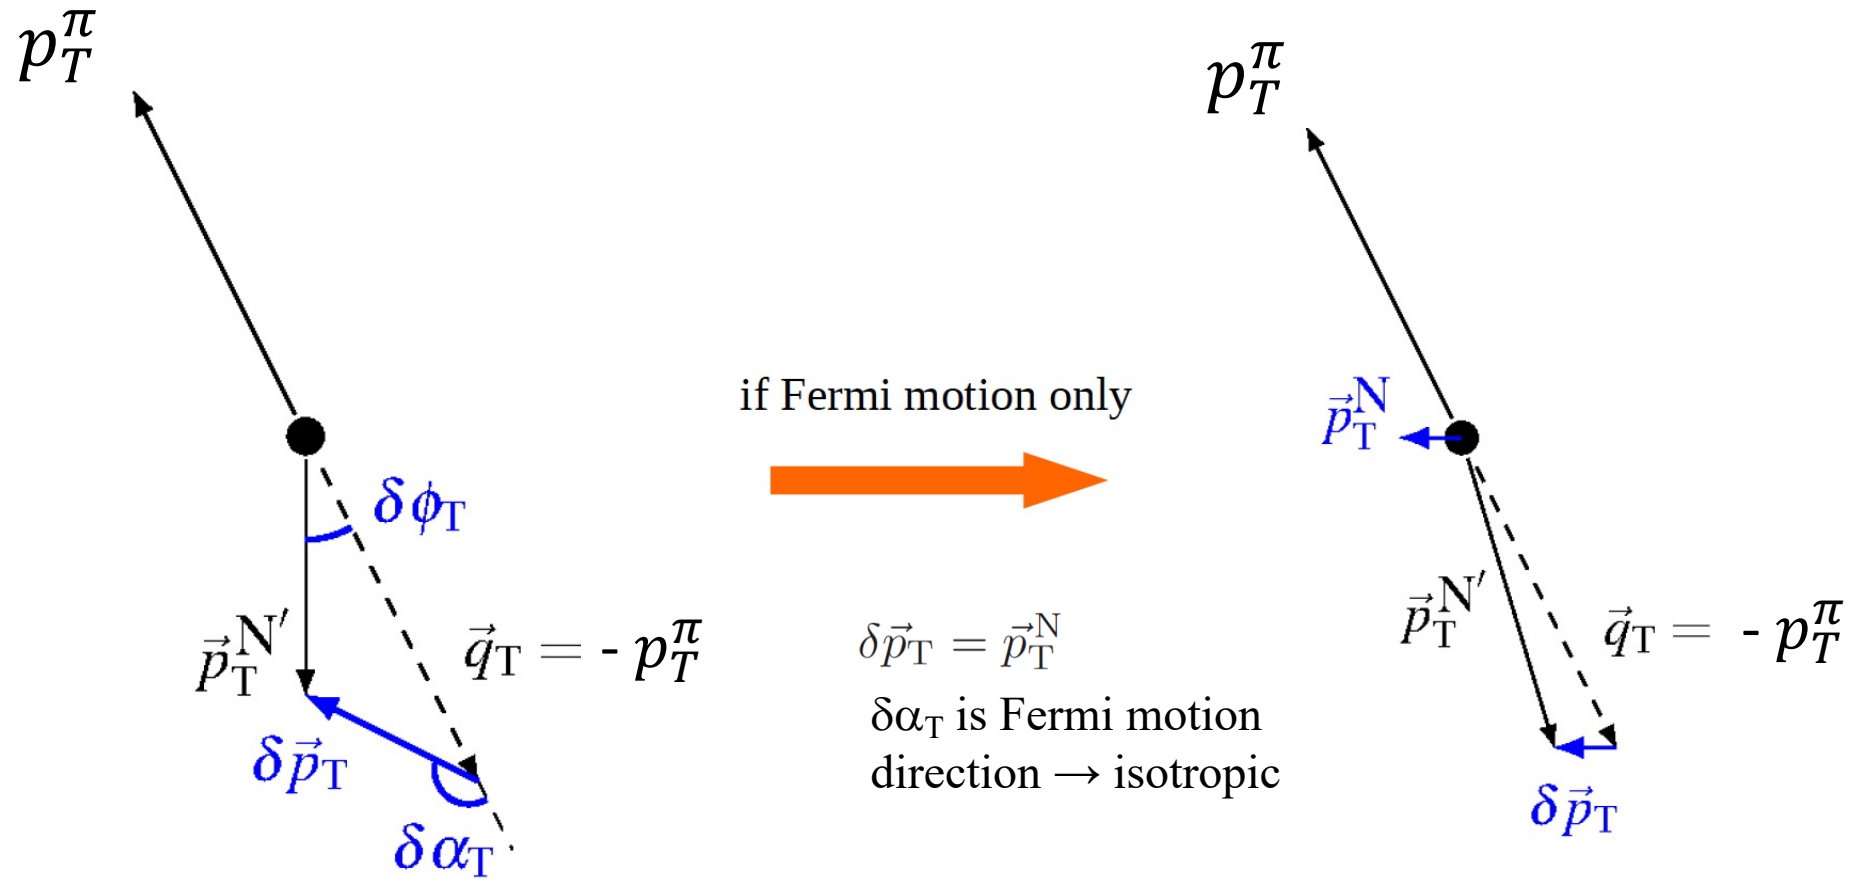 p_T^π
p_T^π
if Fermi motion only
p⃗_T^N
δϕ_T
p⃗_T^N′
q⃗_T = - p_T^π
δp⃗_T = p⃗_T^N
p⃗_T^N′
q⃗_T = - p_T^π
δα_T is Fermi motion
direction → isotropic
δp⃗_T
δp⃗_T
δα_T